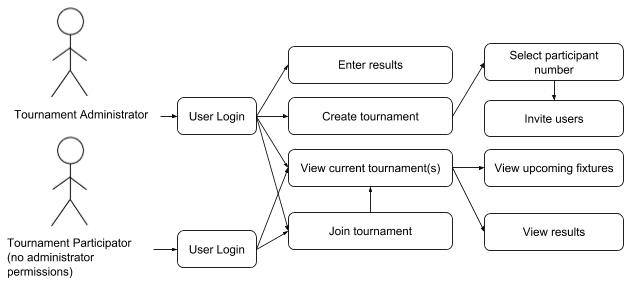 Tournament Administrator
User Login
Enter results
Create tournament
Select participant
number
Invite users
View current tournament(s)
View upcoming fixtures
Tournament Participator
(no administrator
permissions)
User Login
Join tournament
View results